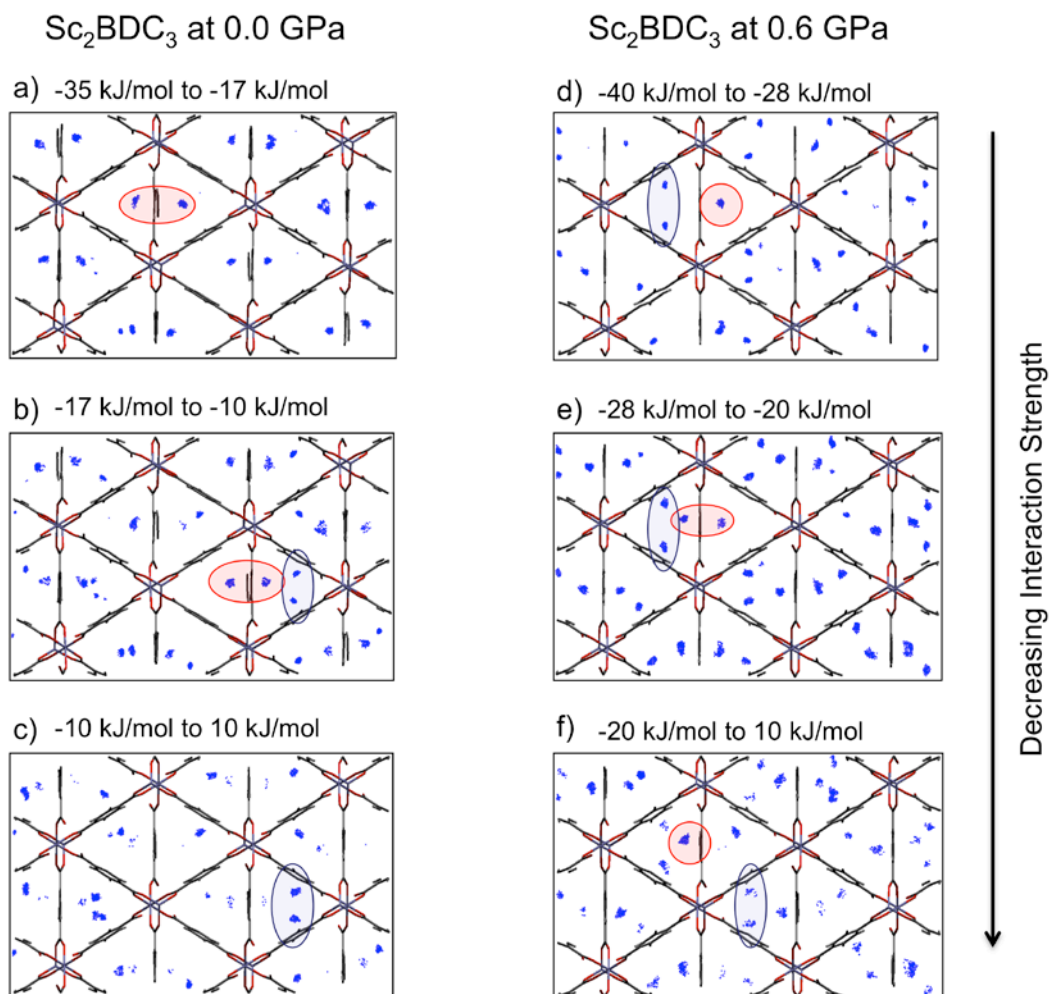 Sc₂BDC₃ at 0.0 GPa
Sc₂BDC₃ at 0.6 GPa
a) -35 kJ/mol to -17 kJ/mol
d) -40 kJ/mol to -28 kJ/mol
b) -17 kJ/mol to -10 kJ/mol
e) -28 kJ/mol to -20 kJ/mol
c) -10 kJ/mol to 10 kJ/mol
f) -20 kJ/mol to 10 kJ/mol
Decreasing Interaction Strength